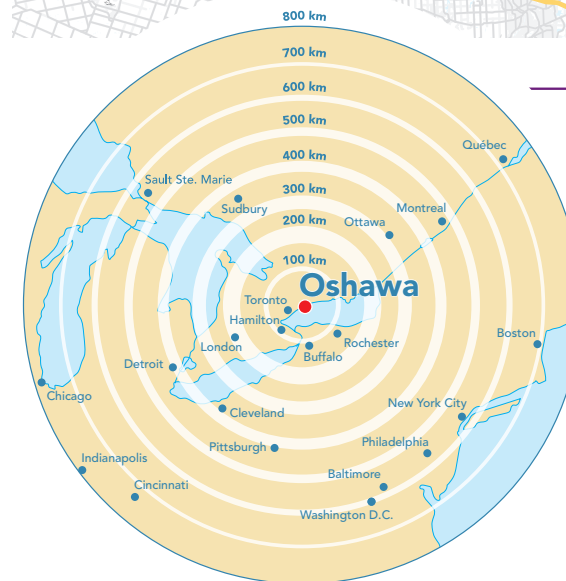 800 km
700 km
600 km
500 km
400 km
300 km
200 km
100 km
Québec
Sault Ste. Marie
Sudbury
Montreal
Ottawa
Oshawa
Toronto
Hamilton
London
Buffalo
Rochester
Boston
Detroit
Chicago
Cleveland
New York City
Pittsburgh
Philadelphia
Indianapolis
Baltimore
Cincinnati
Washington D.C.